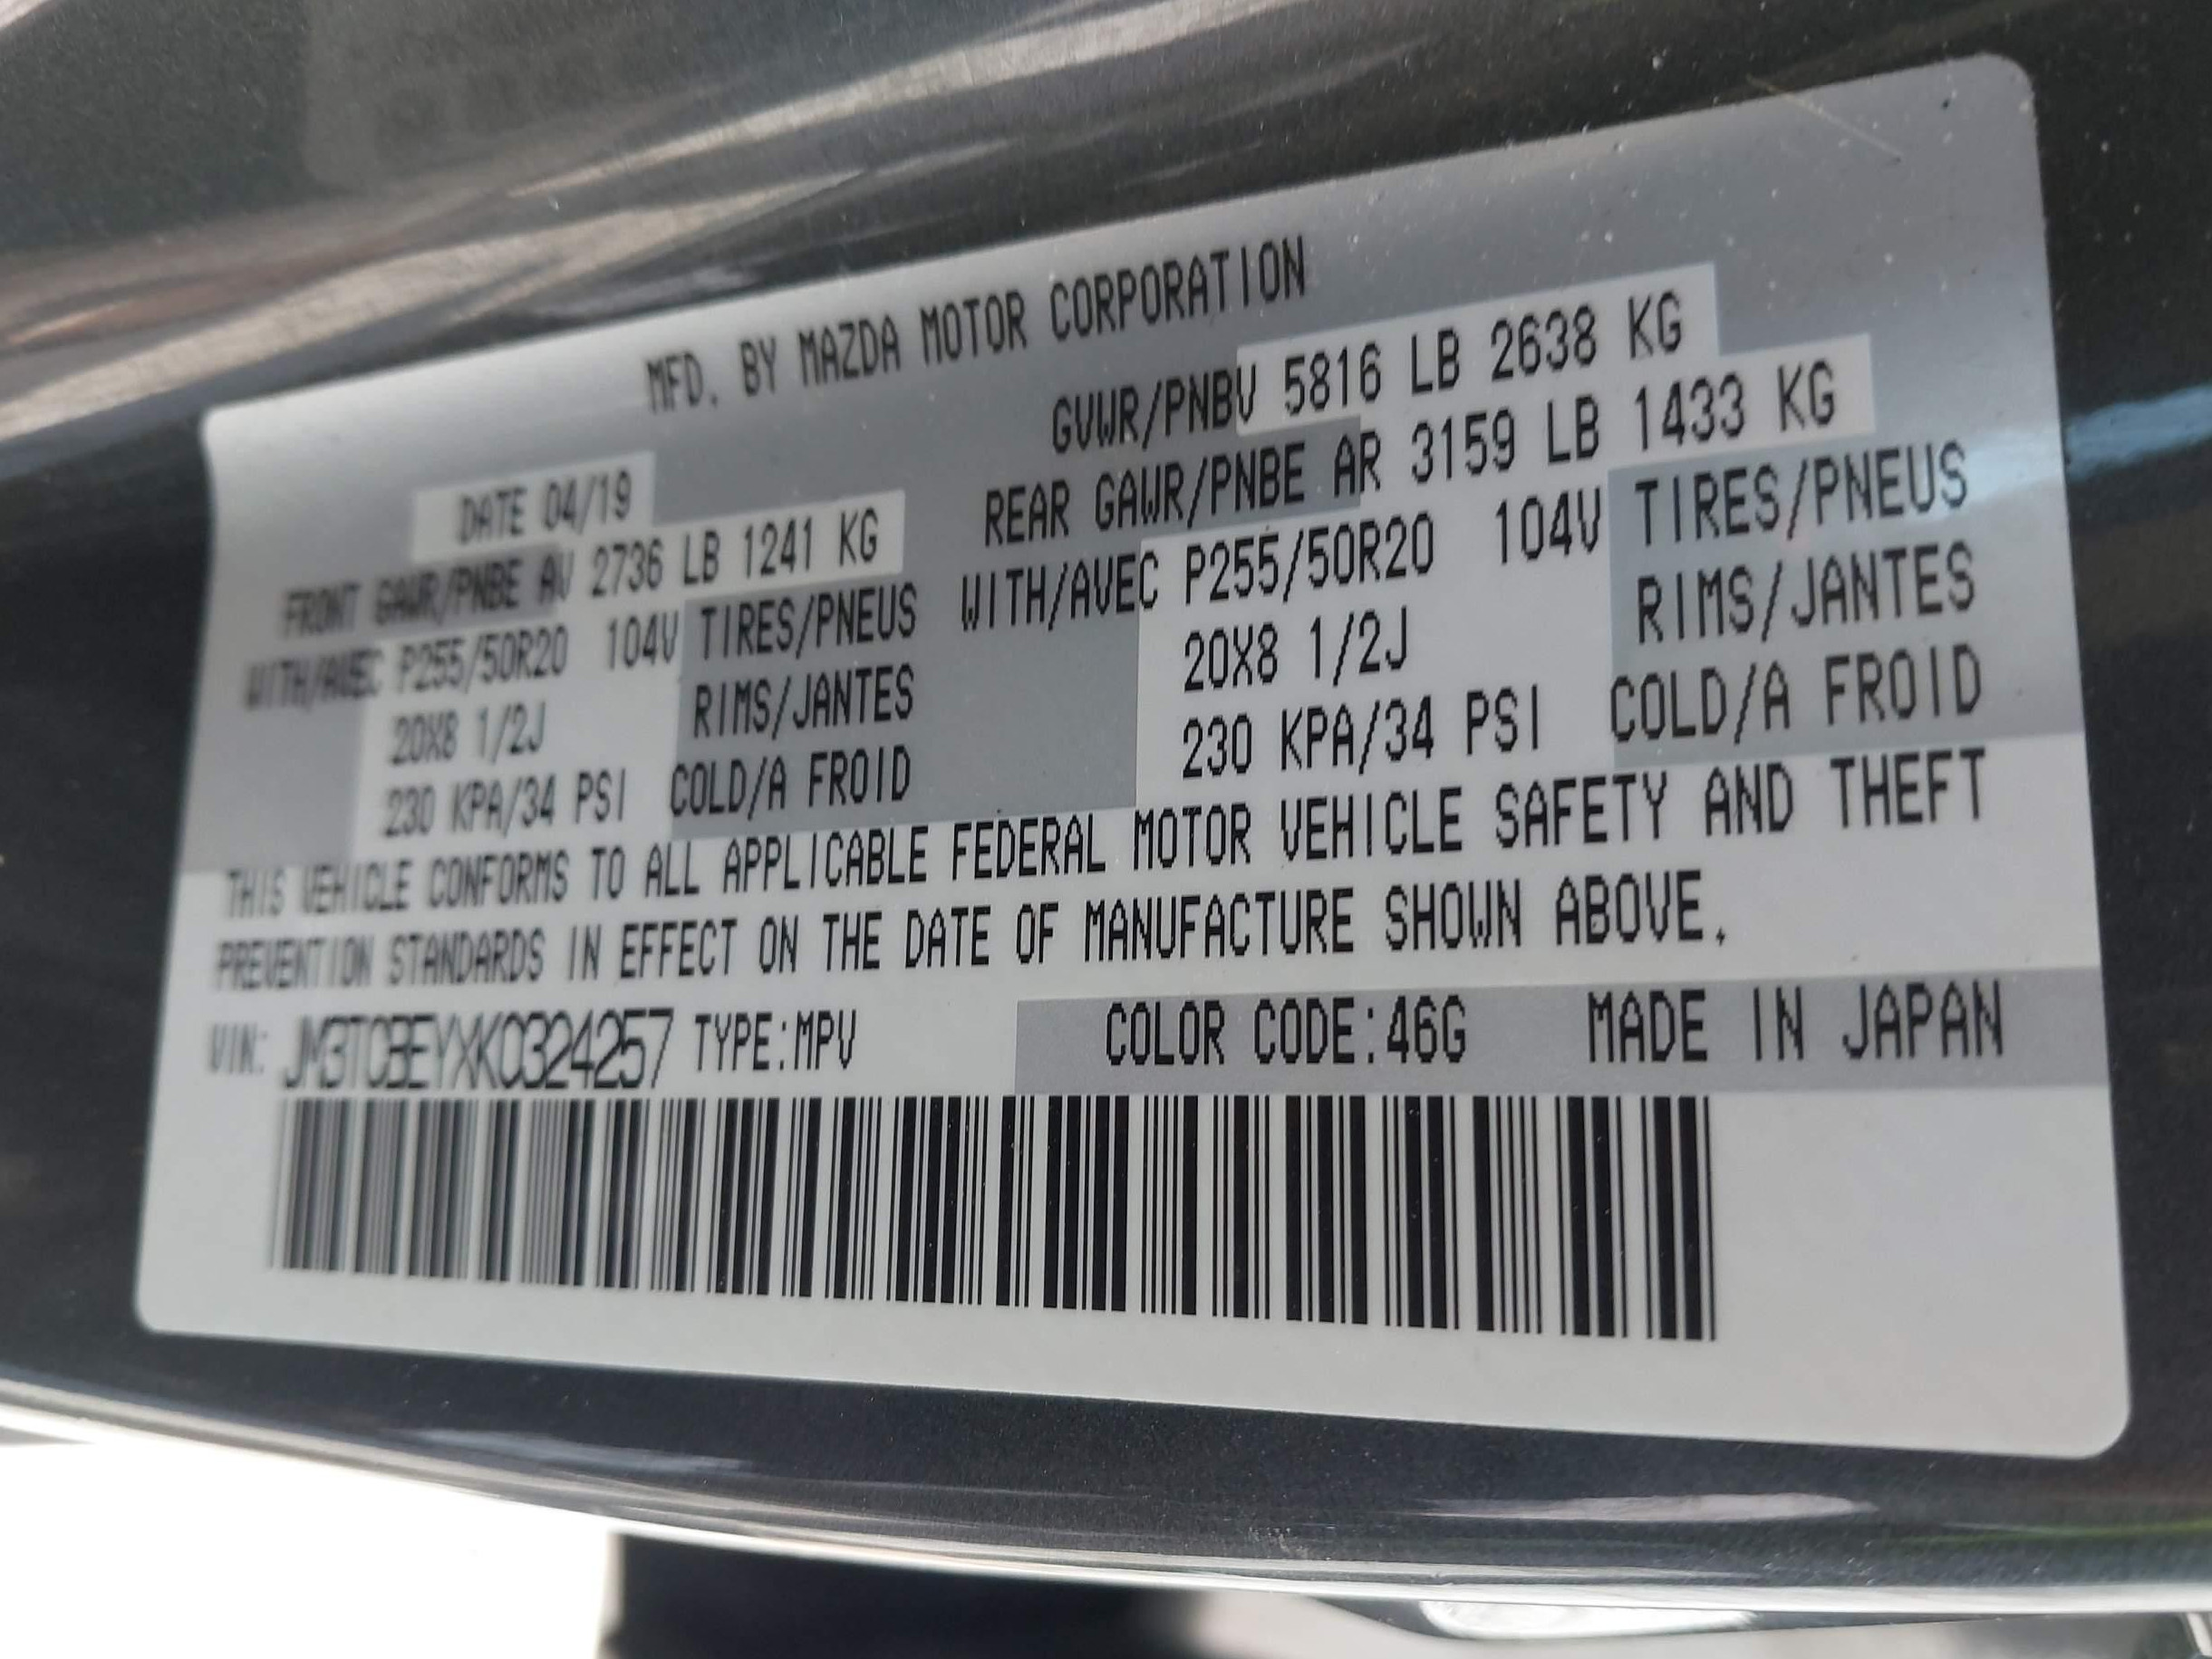 MFD. BY MAZDA MOTOR CORPORATION
DATE 04/19 GVWR/PNBV 5816 LB 2638 KG
FRONT GAWR/PNBE AV 2736 LB 1241 KG REAR GAWR/PNBE AR 3159 LB 1433 KG
WITH/AVEC P255/50R20 104V TIRES/PNEUS WITH/AVEC P255/50R20 104V TIRES/PNEUS
20X8 1/2J RIMS/JANTES 20X8 1/2J RIMS/JANTES
230 KPA/34 PSI COLD/A FROID 230 KPA/34 PSI COLD/A FROID
THIS VEHICLE CONFORMS TO ALL APPLICABLE FEDERAL MOTOR VEHICLE SAFETY AND THEFT
PREVENTION STANDARDS IN EFFECT ON THE DATE OF MANUFACTURE SHOWN ABOVE.
VIN: JM3TCBEYXK0324257 TYPE:MPV COLOR CODE:46G MADE IN JAPAN